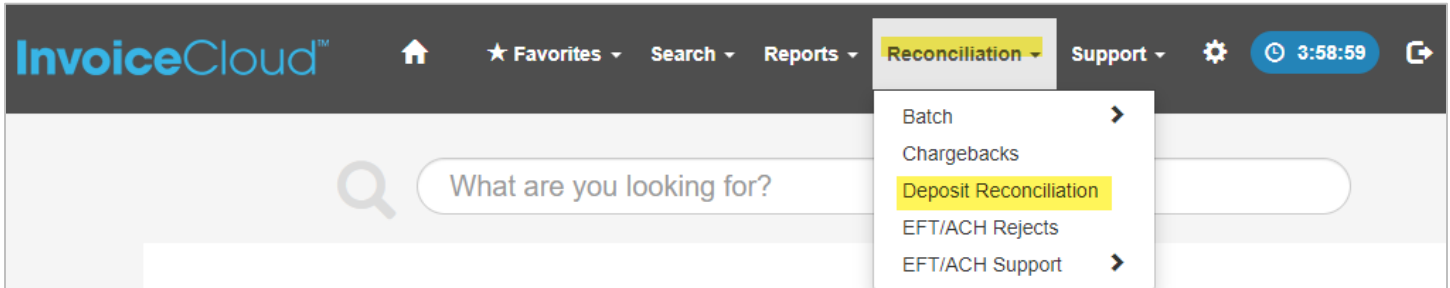 InvoiceCloud™ ★ Favorites Search Reports Reconciliation Support 3:58:59
Batch
Chargebacks
What are you looking for?
Deposit Reconciliation
EFT/ACH Rejects
EFT/ACH Support